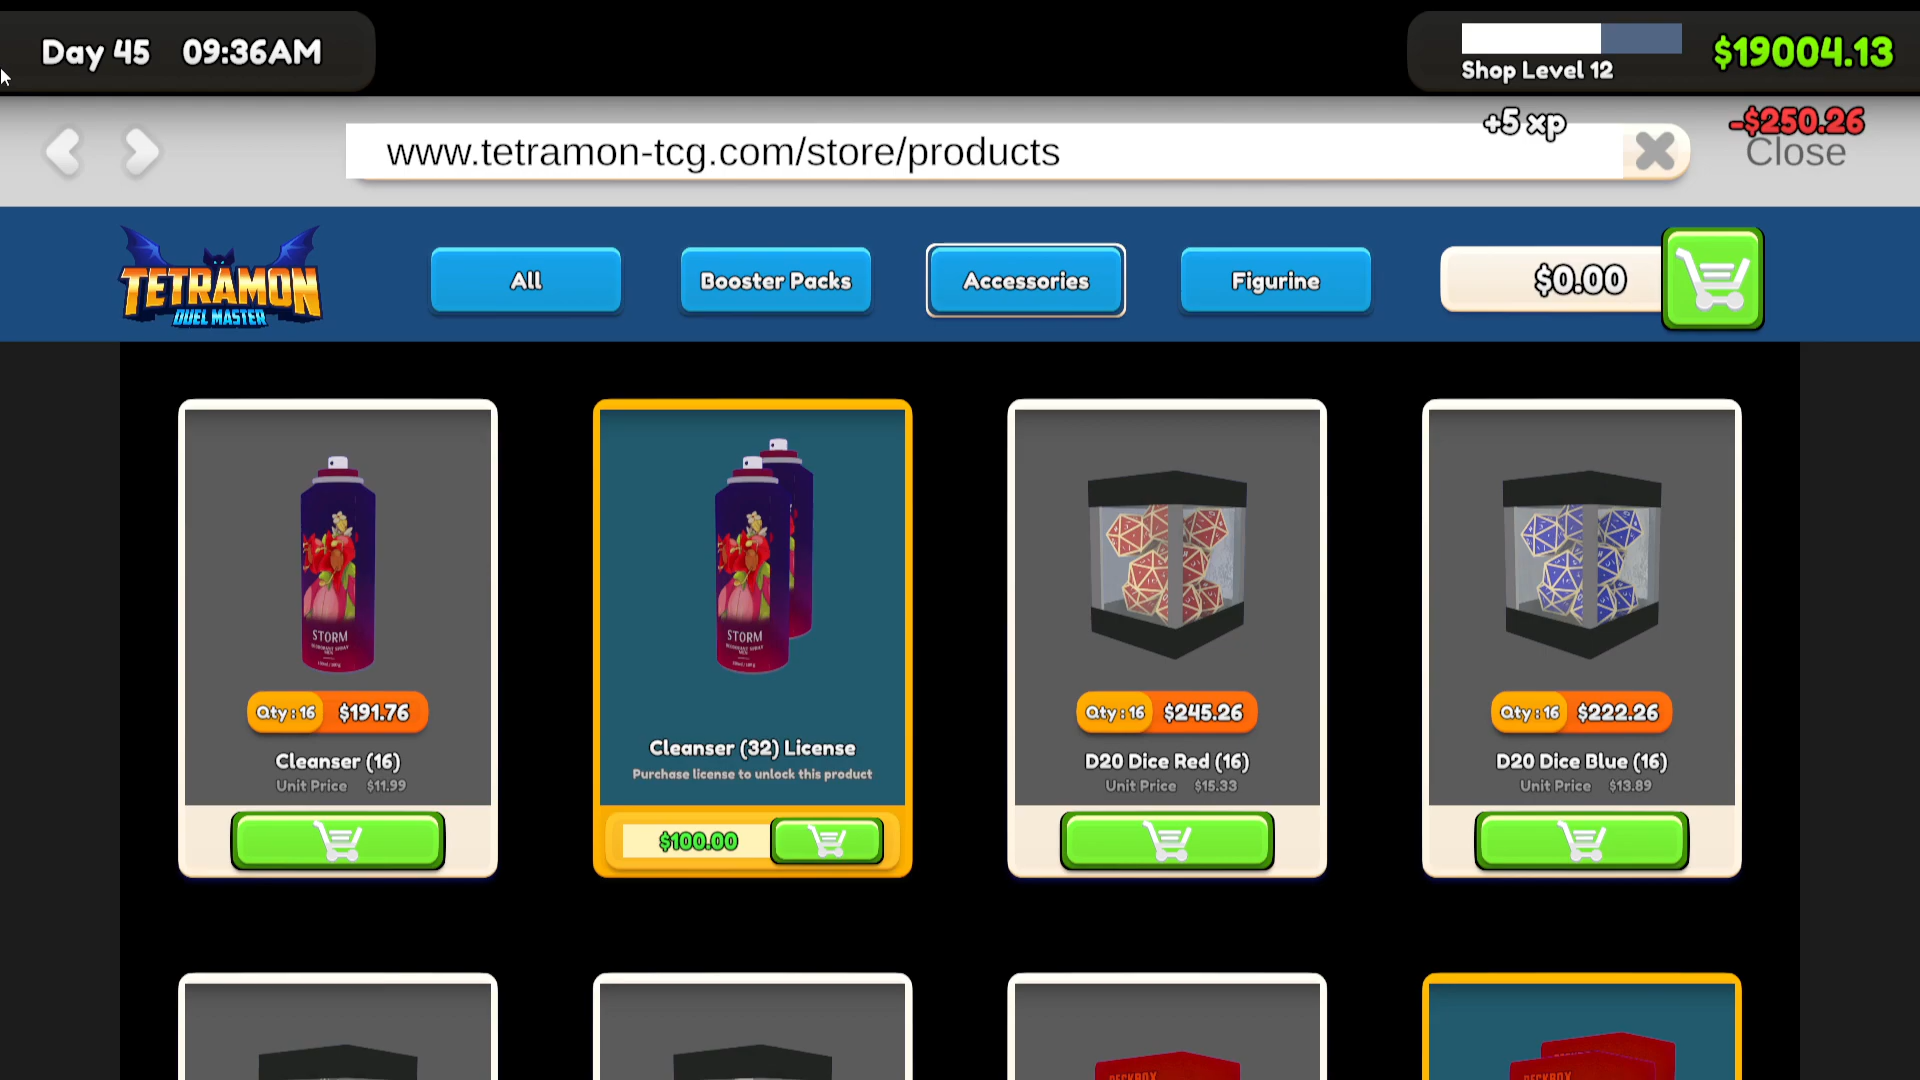 Day 45 09:36AM
Shop Level 12
$19004.13
+5 xp
-$250.26
www.tetramon-tcg.com/store/products
Close
TETRAMON
DUEL MASTER
All
Booster Packs
Accessories
Figurine
$0.00
STORM
STORM
Qty : 16 $191.76
Cleanser (16)
Unit Price $11.99
Cleanser (32) License
Purchase license to unlock this product
$100.00
Qty : 16 $245.26
D20 Dice Red (16)
Unit Price $15.33
Qty : 16 $222.26
D20 Dice Blue (16)
Unit Price $13.89